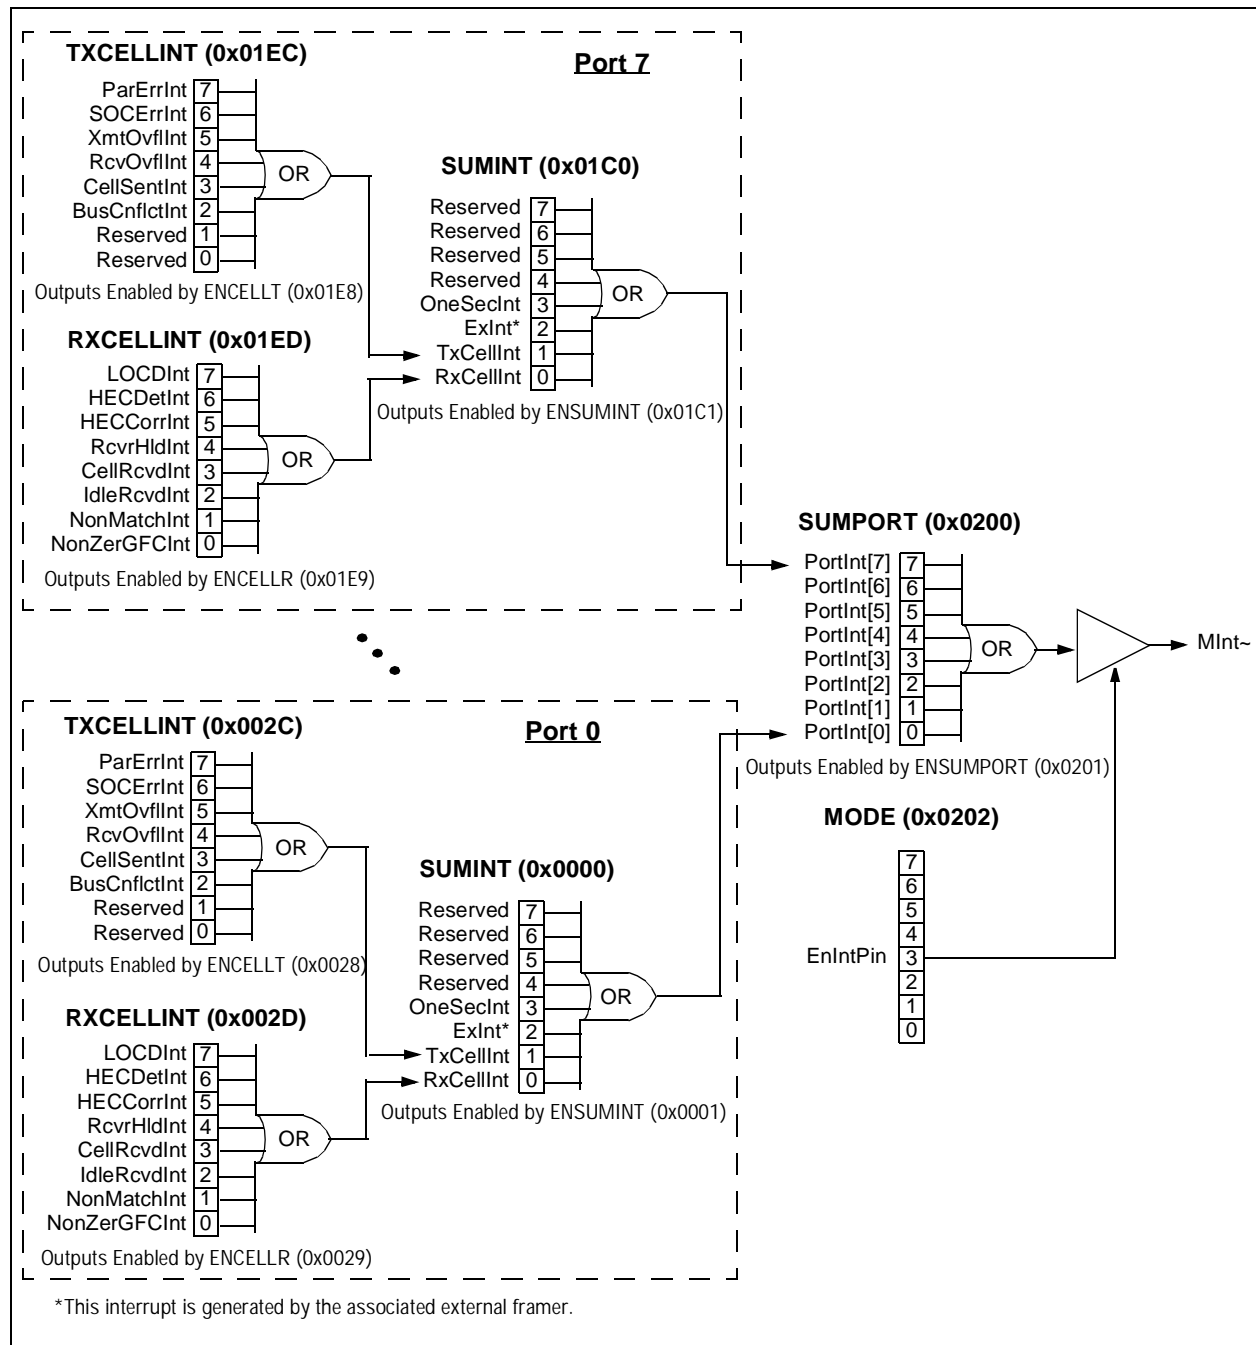 TXCELLINT (0x01EC)
Port 7
ParErrInt 7
SOCErrInt 6
XmtOvflInt 5
RcvOvflInt 4
CellSentInt 3
BusCnflctInt 2
Reserved 1
Reserved 0
OR
Outputs Enabled by ENCELLT (0x01E8)
RXCELLINT (0x01ED)
LOCDInt 7
HECDetInt 6
HECCorrInt 5
RcvrHldInt 4
CellRcvdInt 3
IdleRcvdInt 2
NonMatchInt 1
NonZerGFCInt 0
OR
Outputs Enabled by ENCELLR (0x01E9)
SUMINT (0x01C0)
Reserved 7
Reserved 6
Reserved 5
Reserved 4
OneSecInt 3
ExInt* 2
TxCellInt 1
RxCellInt 0
OR
Outputs Enabled by ENSUMINT (0x01C1)
SUMPORT (0x0200)
PortInt[7] 7
PortInt[6] 6
PortInt[5] 5
PortInt[4] 4
PortInt[3] 3
PortInt[2] 2
PortInt[1] 1
PortInt[0] 0
OR
MInt~
Outputs Enabled by ENSUMPORT (0x0201)
MODE (0x0202)
7
6
5
4
EnIntPin 3
2
1
0
TXCELLINT (0x002C)
Port 0
ParErrInt 7
SOCErrInt 6
XmtOvflInt 5
RcvOvflInt 4
CellSentInt 3
BusCnflctInt 2
Reserved 1
Reserved 0
OR
Outputs Enabled by ENCELLT (0x0028)
RXCELLINT (0x002D)
LOCDInt 7
HECDetInt 6
HECCorrInt 5
RcvrHldInt 4
CellRcvdInt 3
IdleRcvdInt 2
NonMatchInt 1
NonZerGFCInt 0
OR
Outputs Enabled by ENCELLR (0x0029)
SUMINT (0x0000)
Reserved 7
Reserved 6
Reserved 5
Reserved 4
OneSecInt 3
ExInt* 2
TxCellInt 1
RxCellInt 0
OR
Outputs Enabled by ENSUMINT (0x0001)
*This interrupt is generated by the associated external framer.